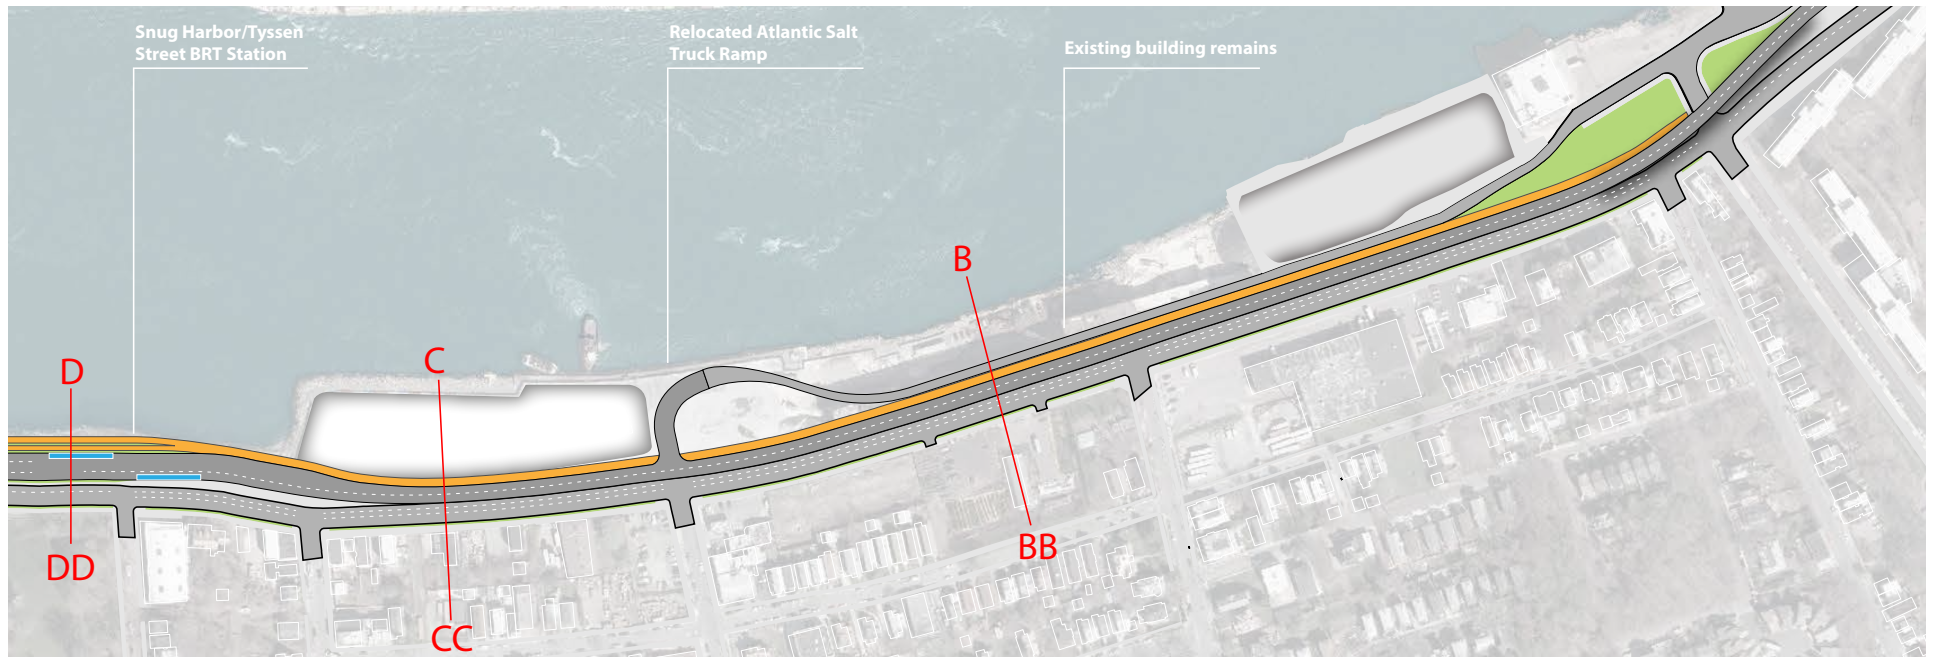 Snug Harbor/Tyssen
Street BRT Station
Relocated Atlantic Salt
Truck Ramp
Existing building remains
B
C
D
BB
DD
CC